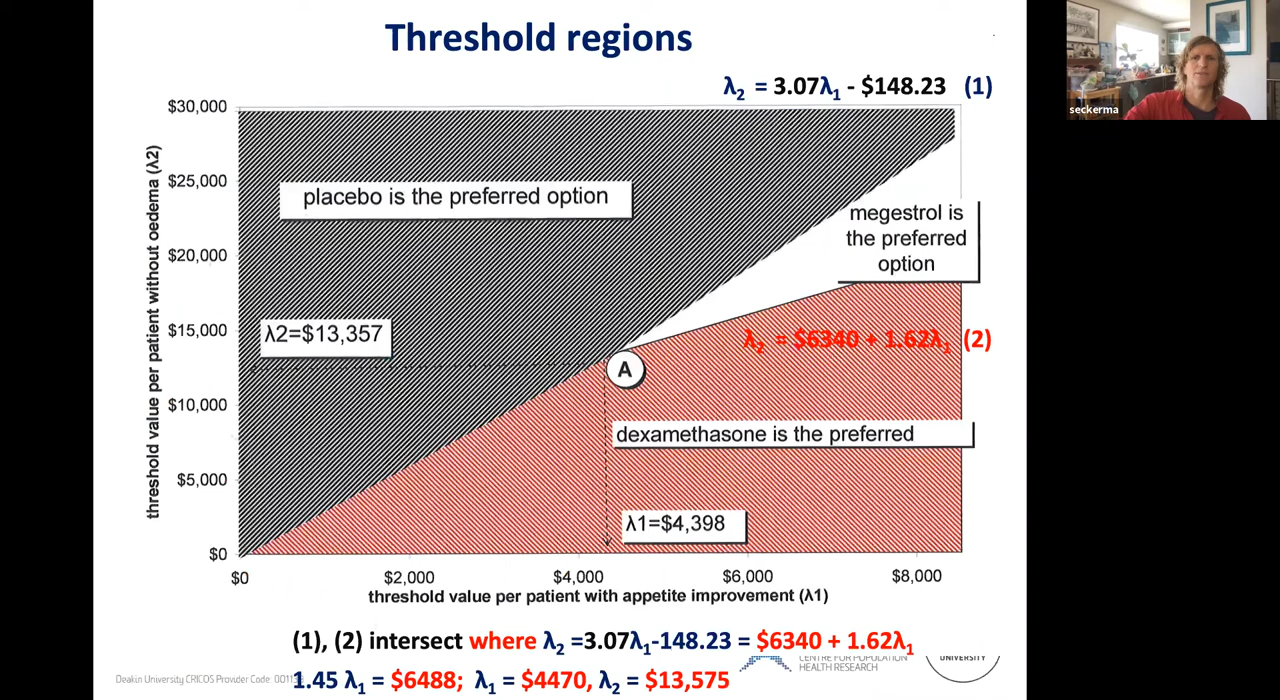 Threshold regions
λ₂ = 3.07λ₁ - $148.23 (1)
seckerma
$30,000
$25,000
$20,000
$15,000
$10,000
$5,000
$0
threshold value per patient without oedema (λ2)
placebo is the preferred option
megestrol is
the preferred
option
λ2=$13,357
λ₂ = $6340 + 1.62λ₁ (2)
A
dexamethasone is the preferred
λ1=$4,398
$0
$2,000
$4,000
$6,000
$8,000
threshold value per patient with appetite improvement (λ1)
(1), (2) intersect where λ₂ =3.07λ₁-148.23 = $6340 + 1.62λ₁
CENTRE FOR POPULATION
HEALTH RESEARCH
UNIVERSITY
Deakin University CRICOS Provider Code:
1.45 λ₁ = $6488; λ₁ = $4470, λ₂ = $13,575